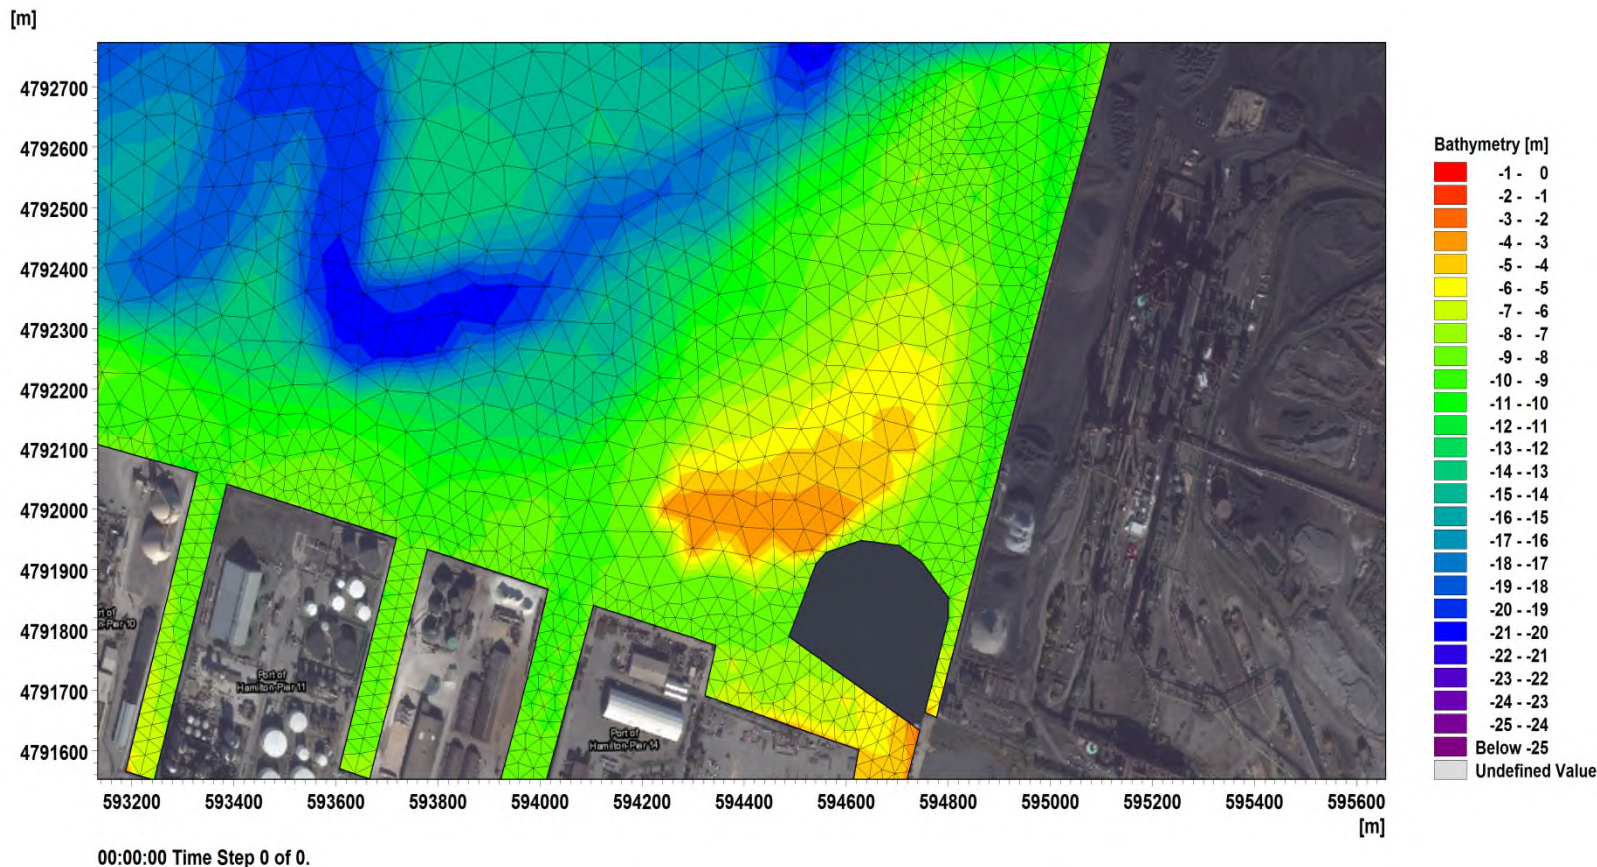 [m]
4792700
4792600
4792500
4792400
4792300
4792200
4792100
4792000
4791900
4791800
4791700
4791600
593200 593400 593600 593800 594000 594200 594400 594600 594800 595000 595200 595400 595600
[m]
00:00:00 Time Step 0 of 0.
Port of
Hamilton-Pier 11
Port of
Hamilton-Pier 14
Bathymetry [m]
-1 - 0
-2 - -1
-3 - -2
-4 - -3
-5 - -4
-6 - -5
-7 - -6
-8 - -7
-9 - -8
-10 - -9
-11 - -10
-12 - -11
-13 - -12
-14 - -13
-15 - -14
-16 - -15
-17 - -16
-18 - -17
-19 - -18
-20 - -19
-21 - -20
-22 - -21
-23 - -22
-24 - -23
-25 - -24
Below -25
Undefined Value